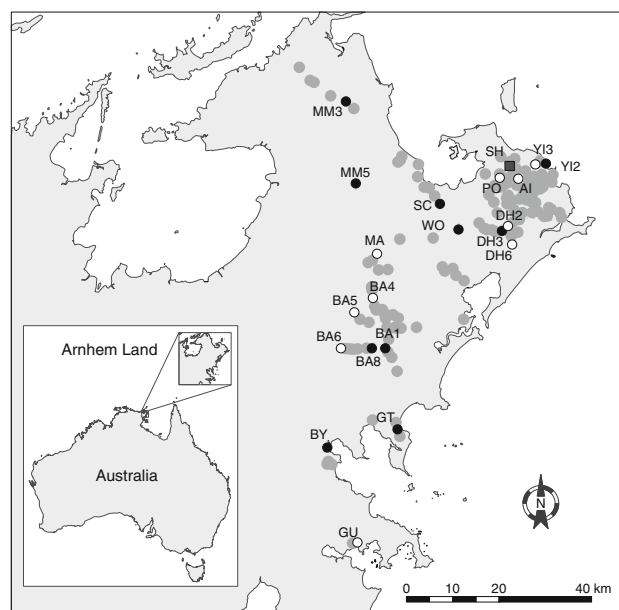 MM3
SH
YI3
YI2
MM5
PO
AI
SC
DH2
WO
DH3
MA
DH6
BA4
BA5
BA6
BA1
BA8
Arnhem Land
GT
BY
Australia
N
GU
0 10 20 40 km